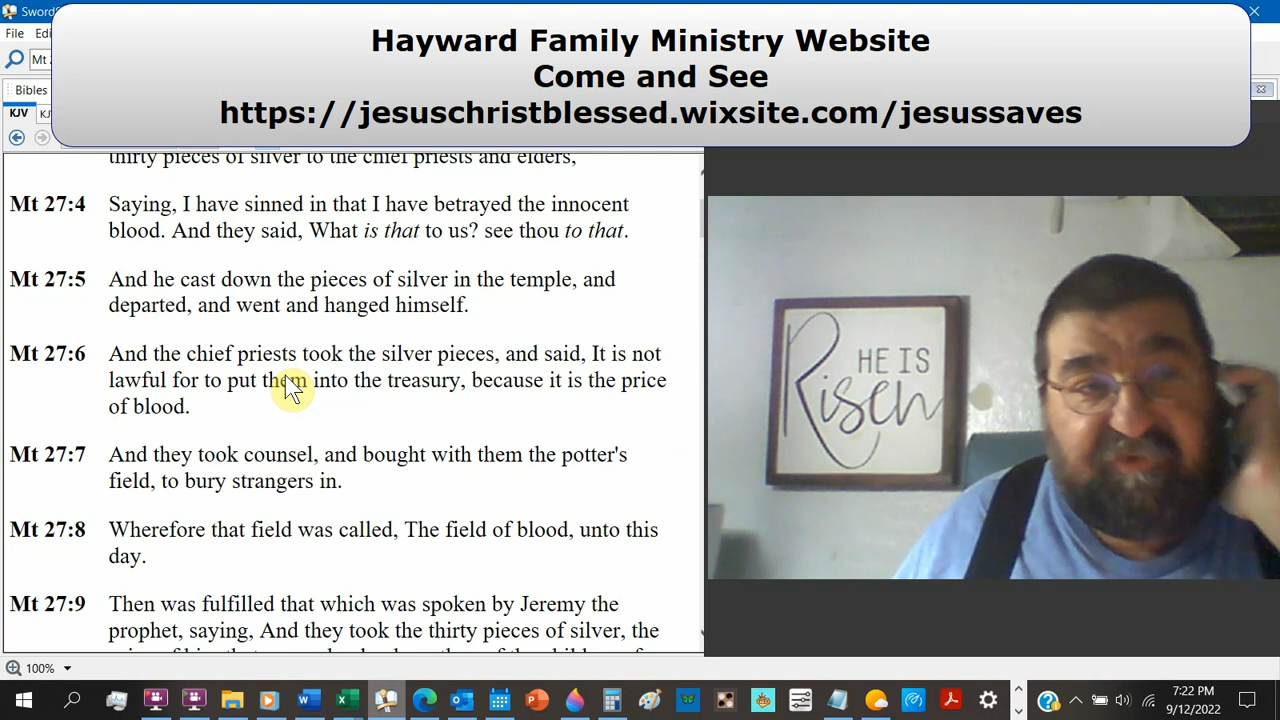 Sword
Hayward Family Ministry Website
Come and See
https://jesuschristblessed.wixsite.com/jesussaves
File Edi
Mt
Bibles
KJV KJ
thirty pieces of silver to the chief priests and elders,
Mt 27:4 Saying, I have sinned in that I have betrayed the innocent
blood. And they said, What is that to us? see thou to that.
Mt 27:5 And he cast down the pieces of silver in the temple, and
departed, and went and hanged himself.
Mt 27:6 And the chief priests took the silver pieces, and said, It is not
lawful for to put them into the treasury, because it is the price
of blood.
Mt 27:7 And they took counsel, and bought with them the potter's
field, to bury strangers in.
Mt 27:8 Wherefore that field was called, The field of blood, unto this
day.
Mt 27:9 Then was fulfilled that which was spoken by Jeremy the
prophet, saying, And they took the thirty pieces of silver, the
HE IS
Risen
100%
7:22 PM
9/12/2022